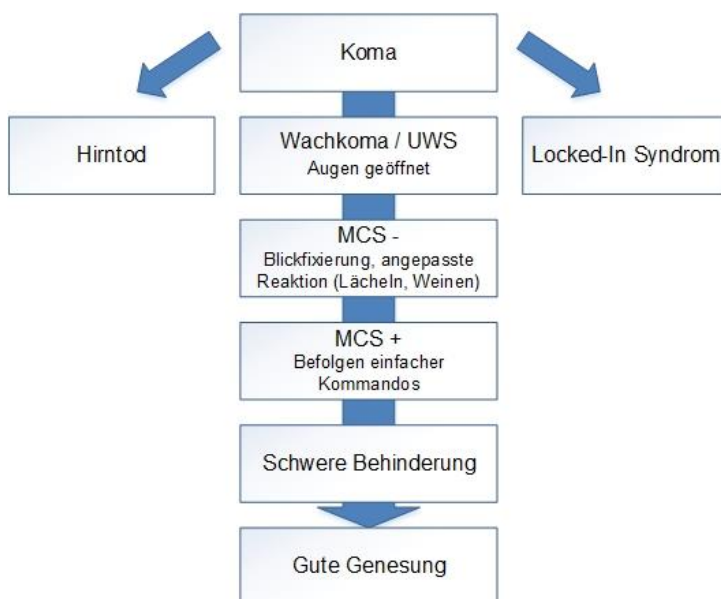 Koma
Hirntod
Wachkoma / UWS
Augen geöffnet
Locked-In Syndrom
MCS -
Blickfixierung, angepasste
Reaktion (Lächeln, Weinen)
MCS +
Befolgen einfacher
Kommandos
Schwere Behinderung
Gute Genesung